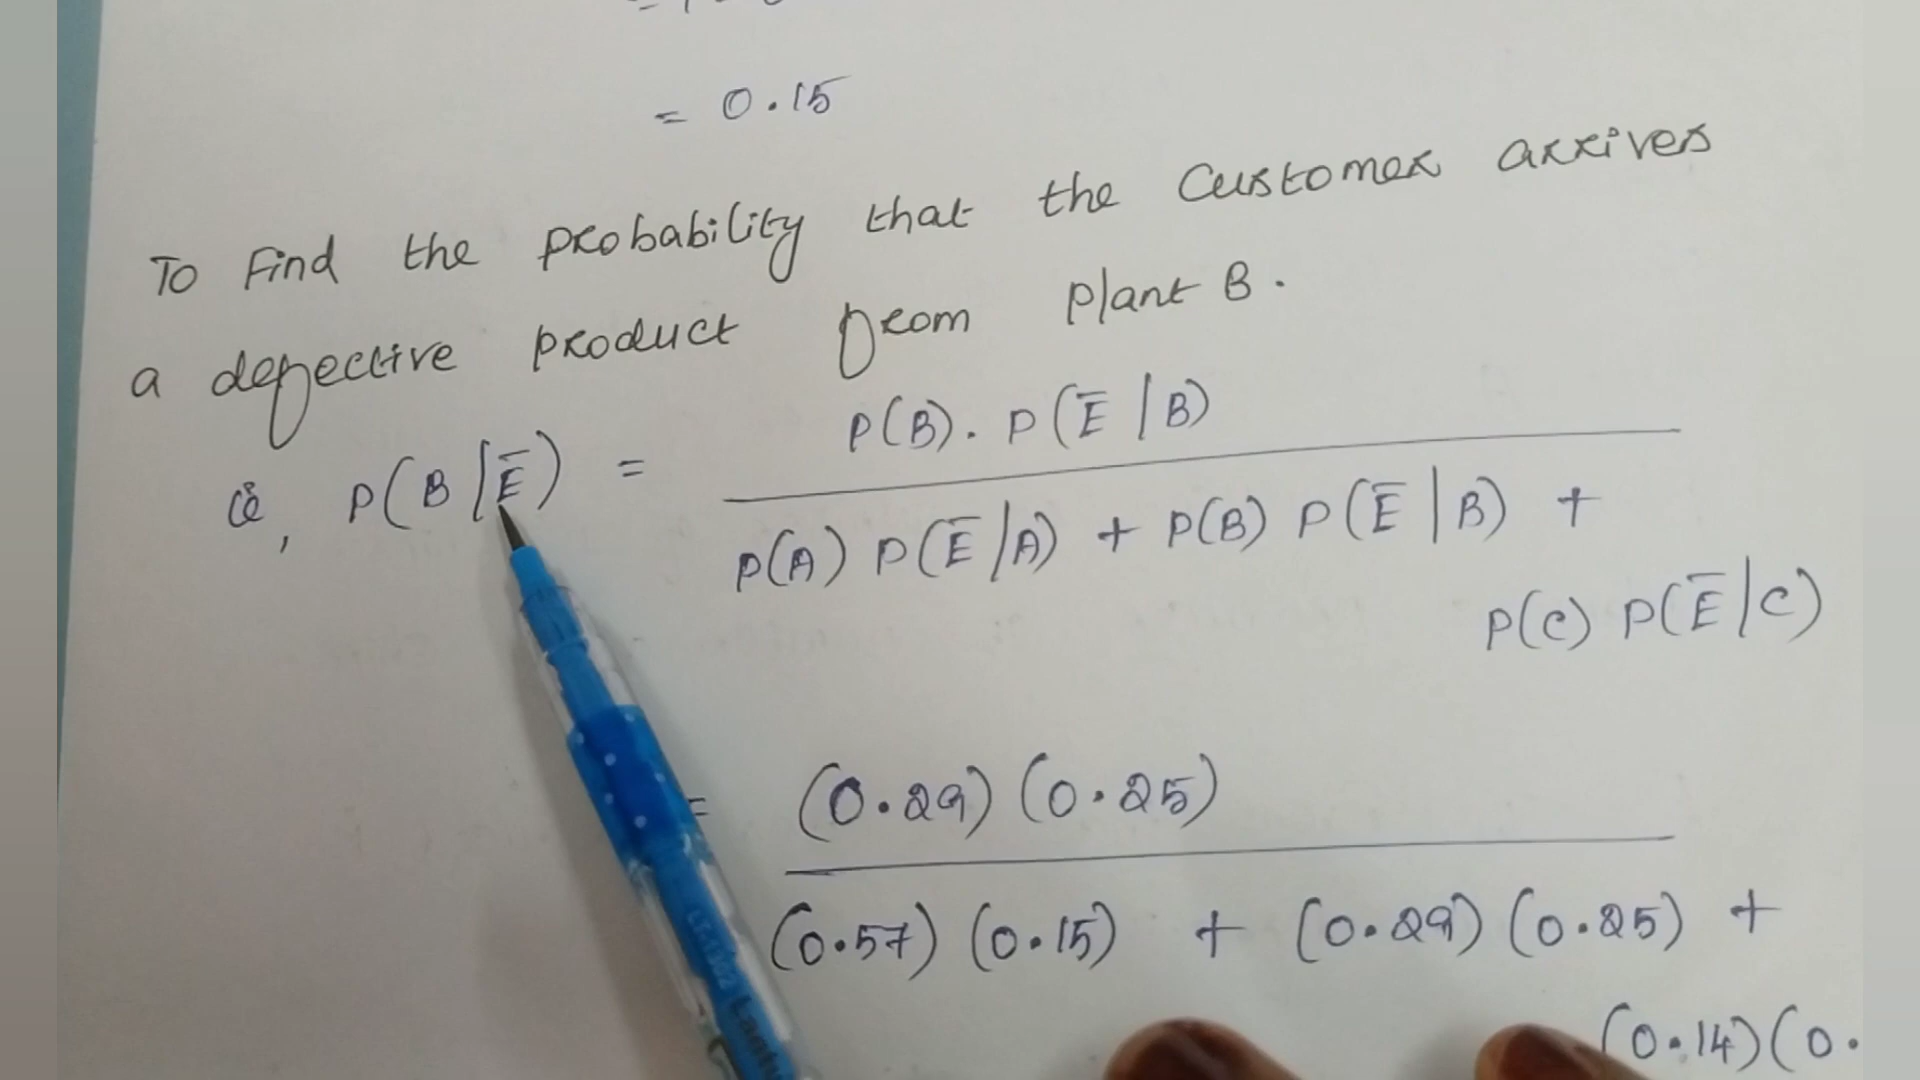 = 0.15
To Find the probability that the Customer arrives
a defective product from plant B.
ie, P(B|E̅) = P(B). P(E̅|B)
P(A) P(E̅|A) + P(B) P(E̅|B) +
P(C) P(E̅|C)
= (0.29)(0.25)
(0.57)(0.15) + (0.29)(0.25) +
(0.14)(0.